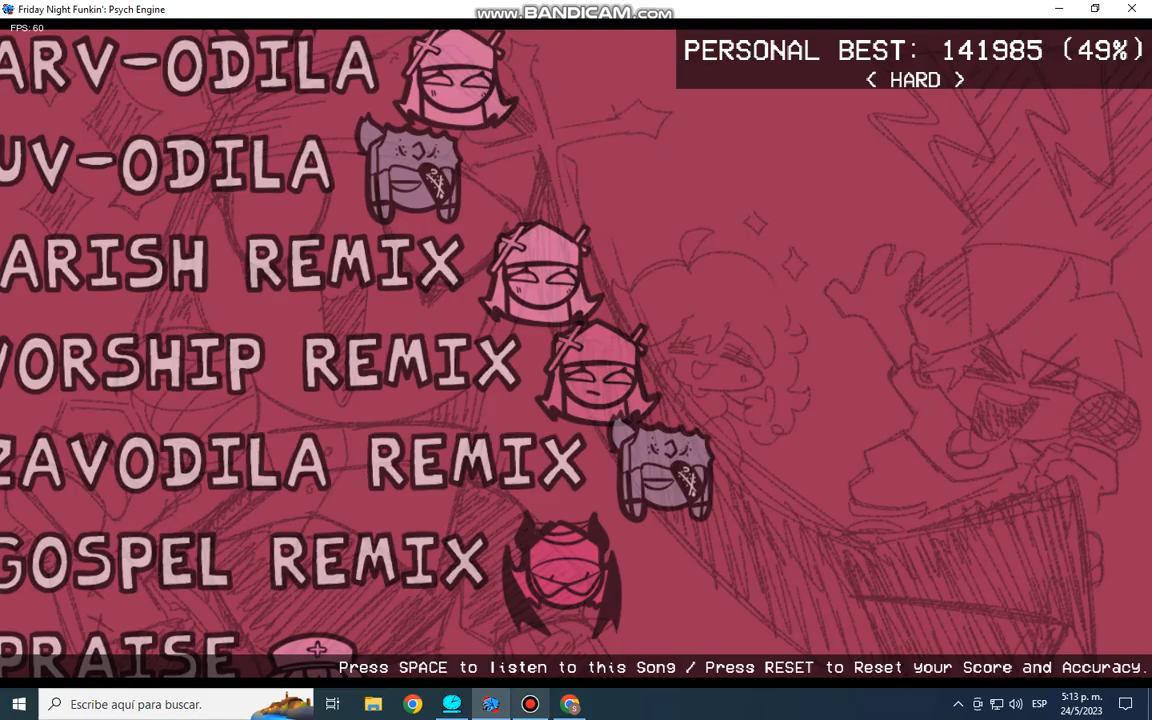 Friday Night Funkin': Psych Engine
www.BANDICAM.com
FPS: 60
PERSONAL BEST: 141985 (49%)
< HARD >
ARV-ODILA
UV-ODILA
ARISH REMIX
WORSHIP REMIX
ZAVODILA REMIX
GOSPEL REMIX
PRAISE
Press SPACE to listen to this Song / Press RESET to Reset your Score and Accuracy.
Escribe aquí para buscar.
ESP
5:13 p. m.
24/5/2023